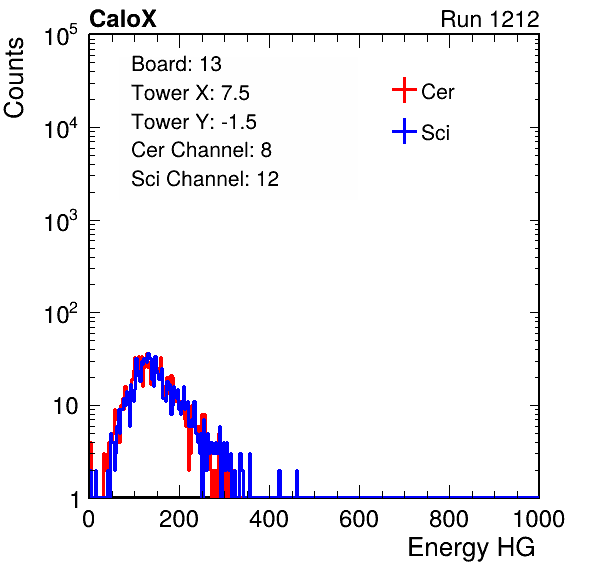 CaloX Run 1212
Counts
10^5
10^4
10^3
10^2
10
1
Board: 13
Tower X: 7.5
Tower Y: -1.5
Cer Channel: 8
Sci Channel: 12
Cer
Sci
0 200 400 600 800 1000
Energy HG